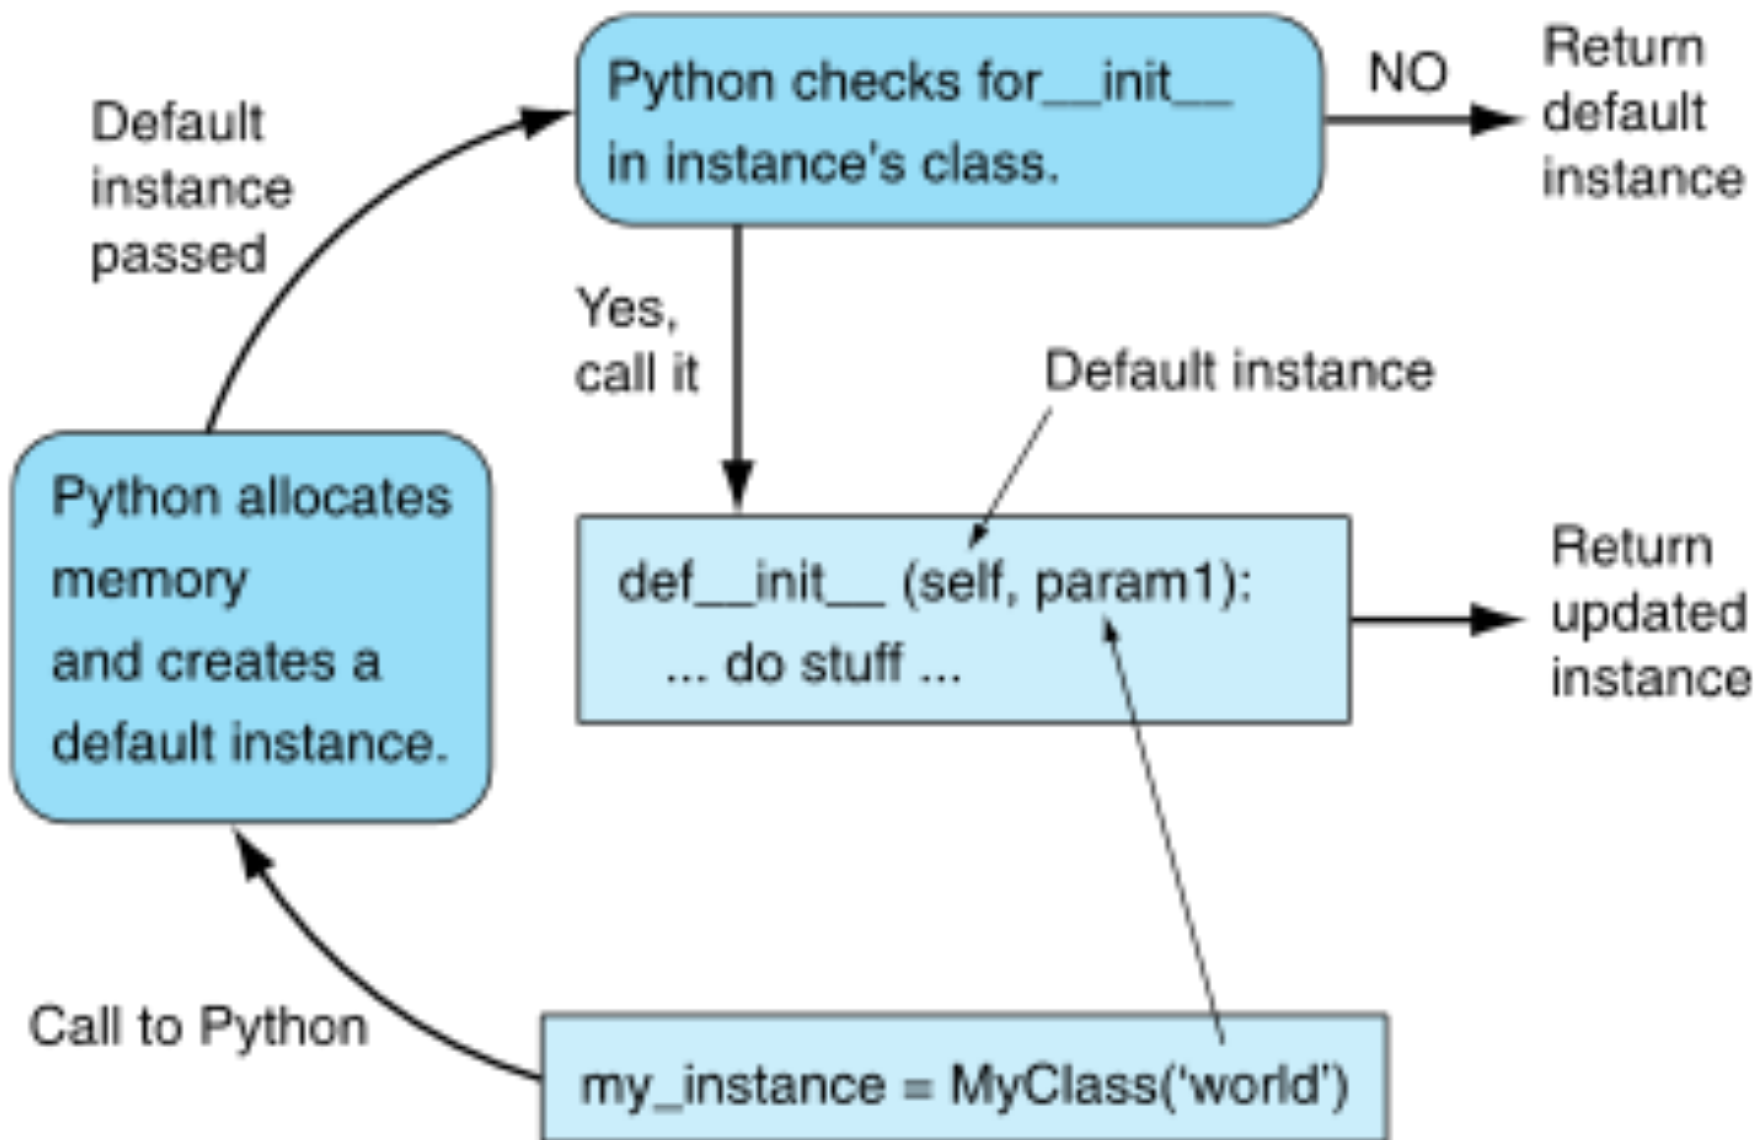 Python checks for__init__
in instance's class.
NO
Return
default
instance
Default
instance
passed
Yes,
call it
Default instance
Python allocates
memory
and creates a
default instance.
def__init__ (self, param1):
... do stuff ...
Return
updated
instance
Call to Python
my_instance = MyClass(‘world’)